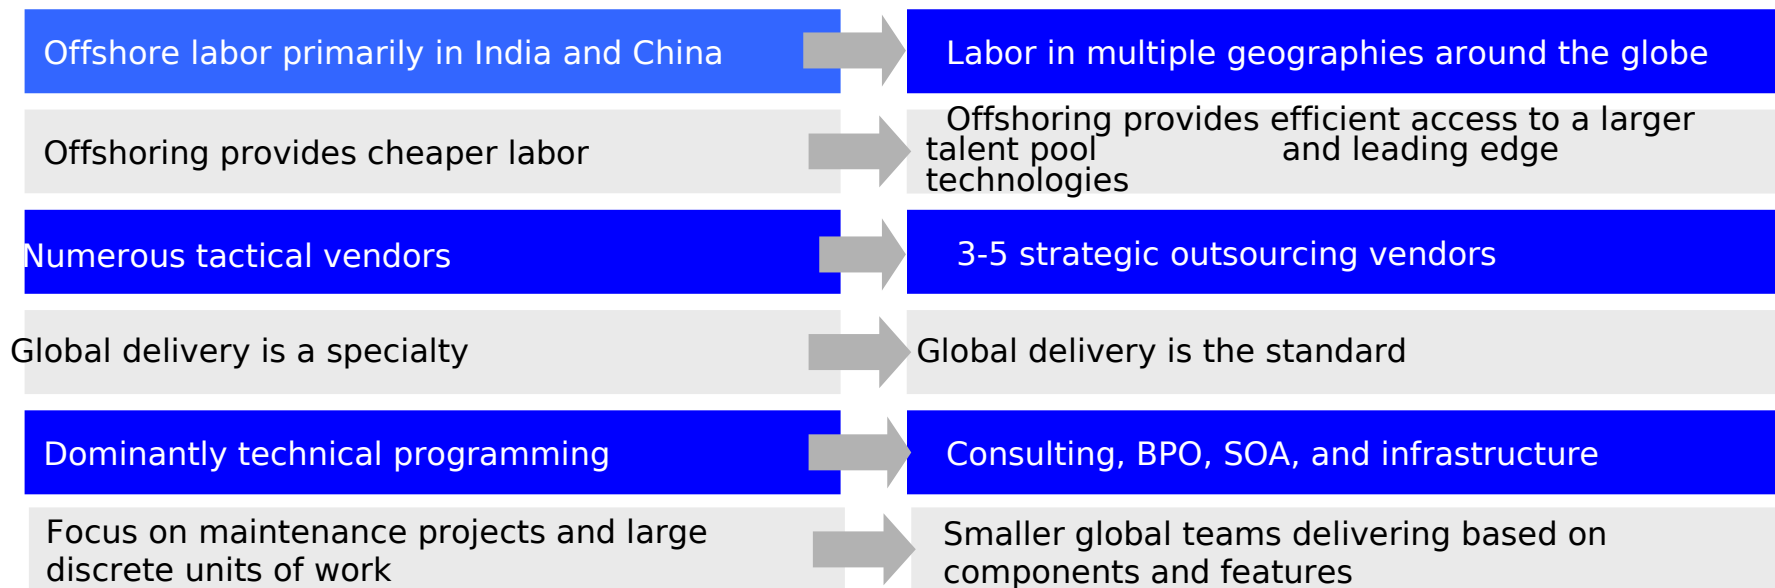 Offshore labor primarily in India and China
Labor in multiple geographies around the globe
Offshoring provides cheaper labor
Offshoring provides efficient access to a larger
talent pool and leading edge
technologies
Numerous tactical vendors
3-5 strategic outsourcing vendors
Global delivery is a specialty
Global delivery is the standard
Dominantly technical programming
Consulting, BPO, SOA, and infrastructure
Focus on maintenance projects and large
discrete units of work
Smaller global teams delivering based on
components and features